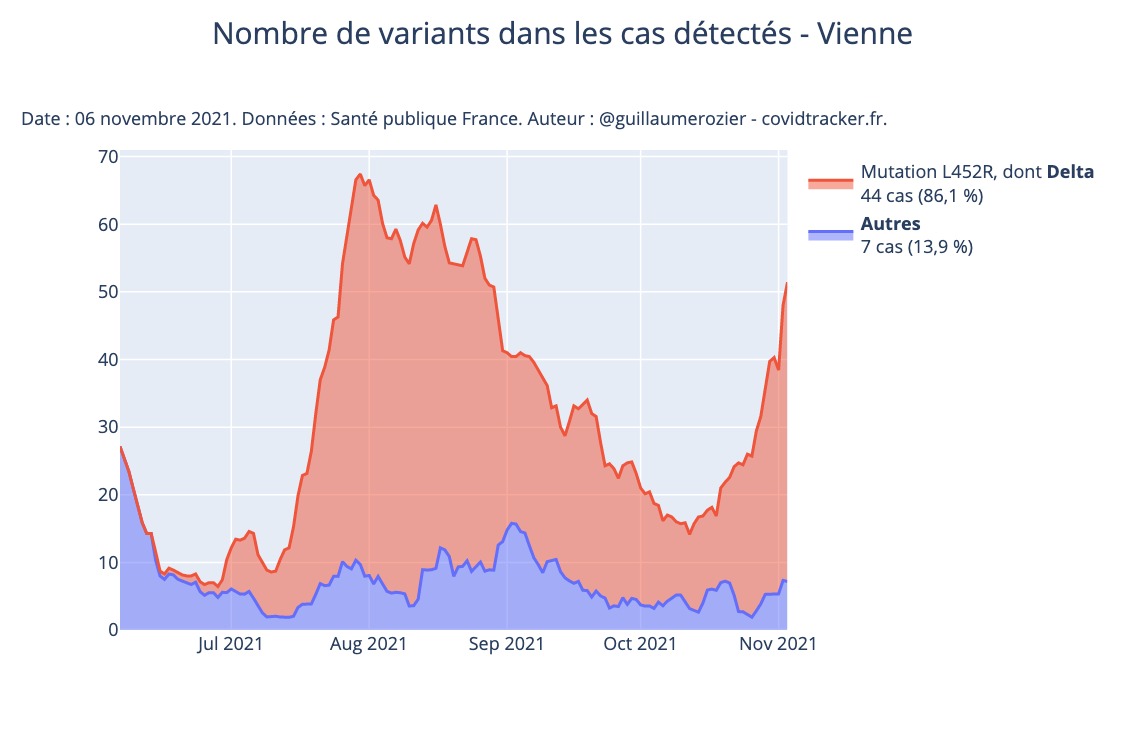 Nombre de variants dans les cas détectés - Vienne
Date : 06 novembre 2021. Données : Santé publique France. Auteur : @guillaumerozier - covidtracker.fr.
70
60
50
40
30
20
10
0
Jul 2021
Aug 2021
Sep 2021
Oct 2021
Nov 2021
Mutation L452R, dont Delta
44 cas (86,1 %)
Autres
7 cas (13,9 %)